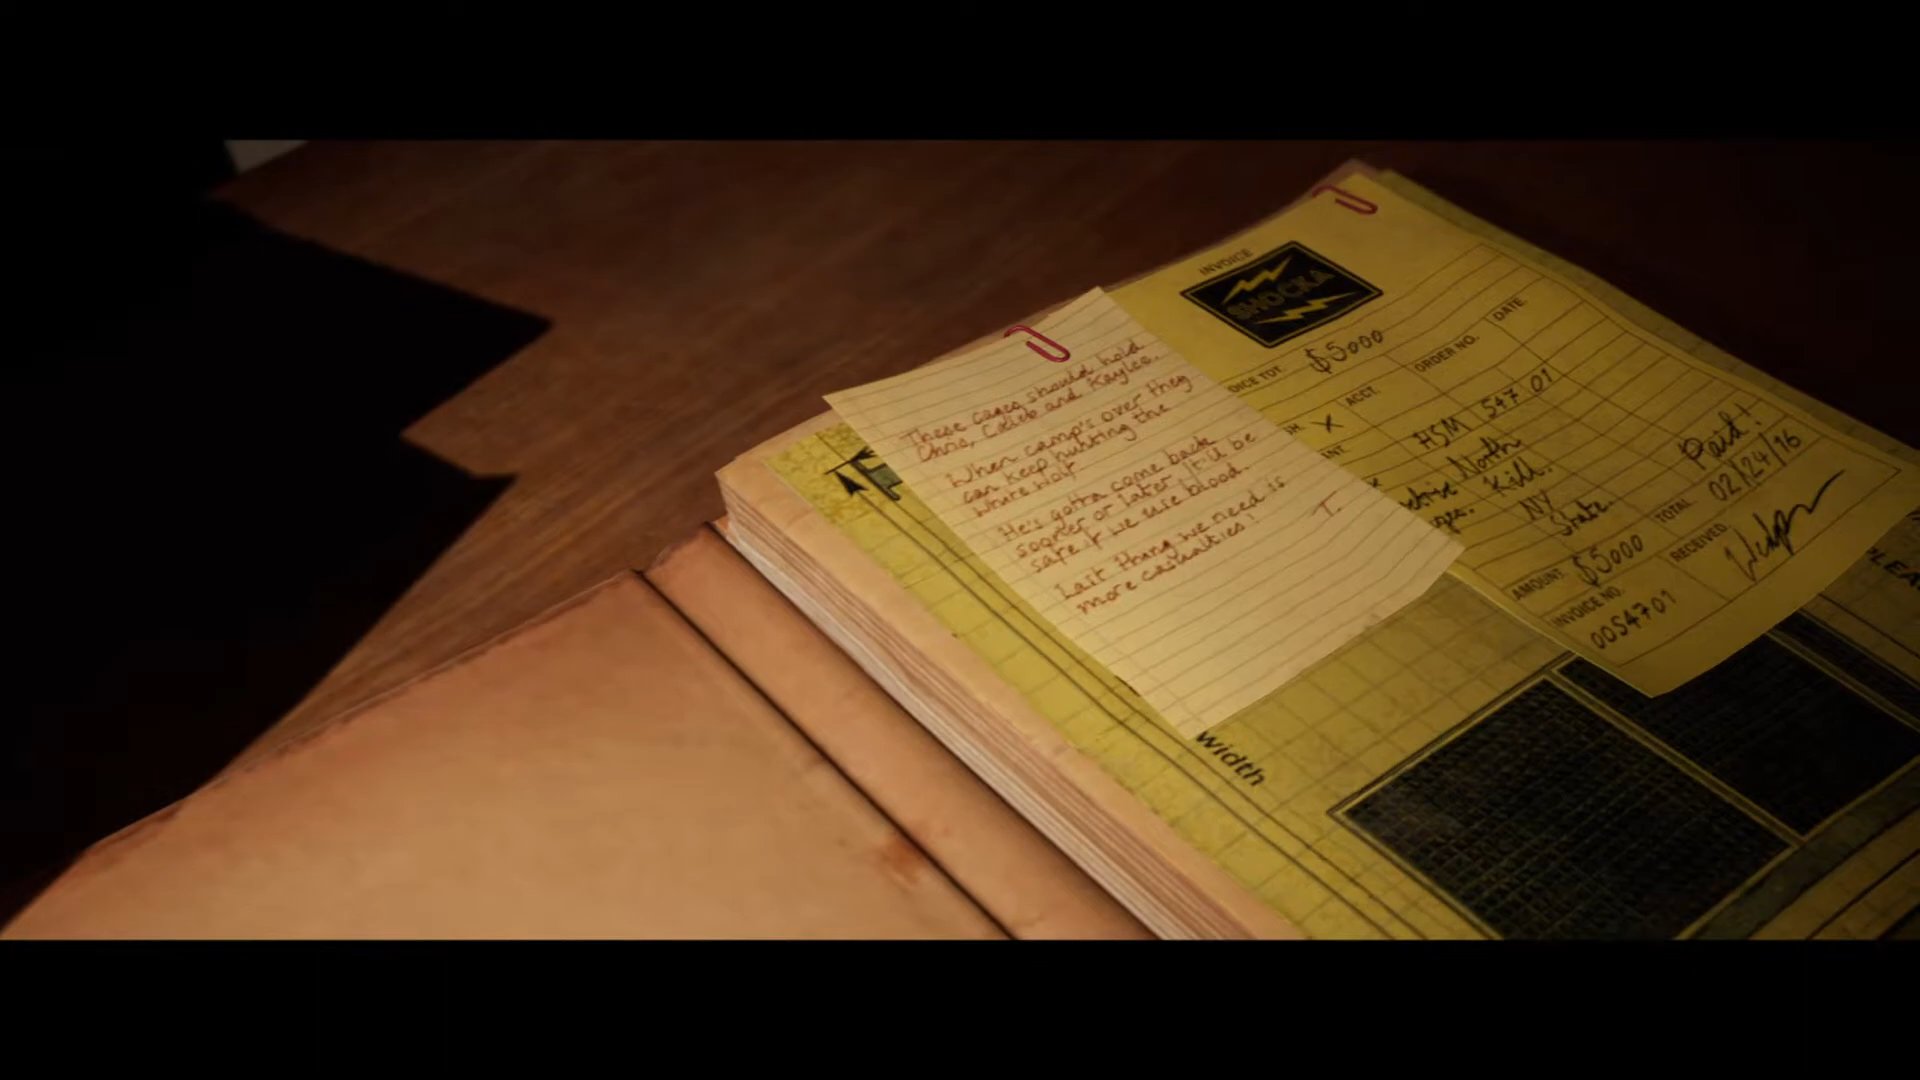 These cages should hold
Chris, Caleb and Kaylee.
When camp's over they
can keep hunting the
White Wolf
He's gotta come back
sooner or later. It'll be
safe if we use blood.
Last thing we need is
more casualties!
T.
INVOICE
SHOCKA
$5000
ACCT.
ORDER NO.
DATE
X
HSM 547 01
North
Kill.
NY
State.
Paid!
AMOUNT
$5000
TOTAL
02/24/16
INVOICE NO.
0054701
RECEIVED
width